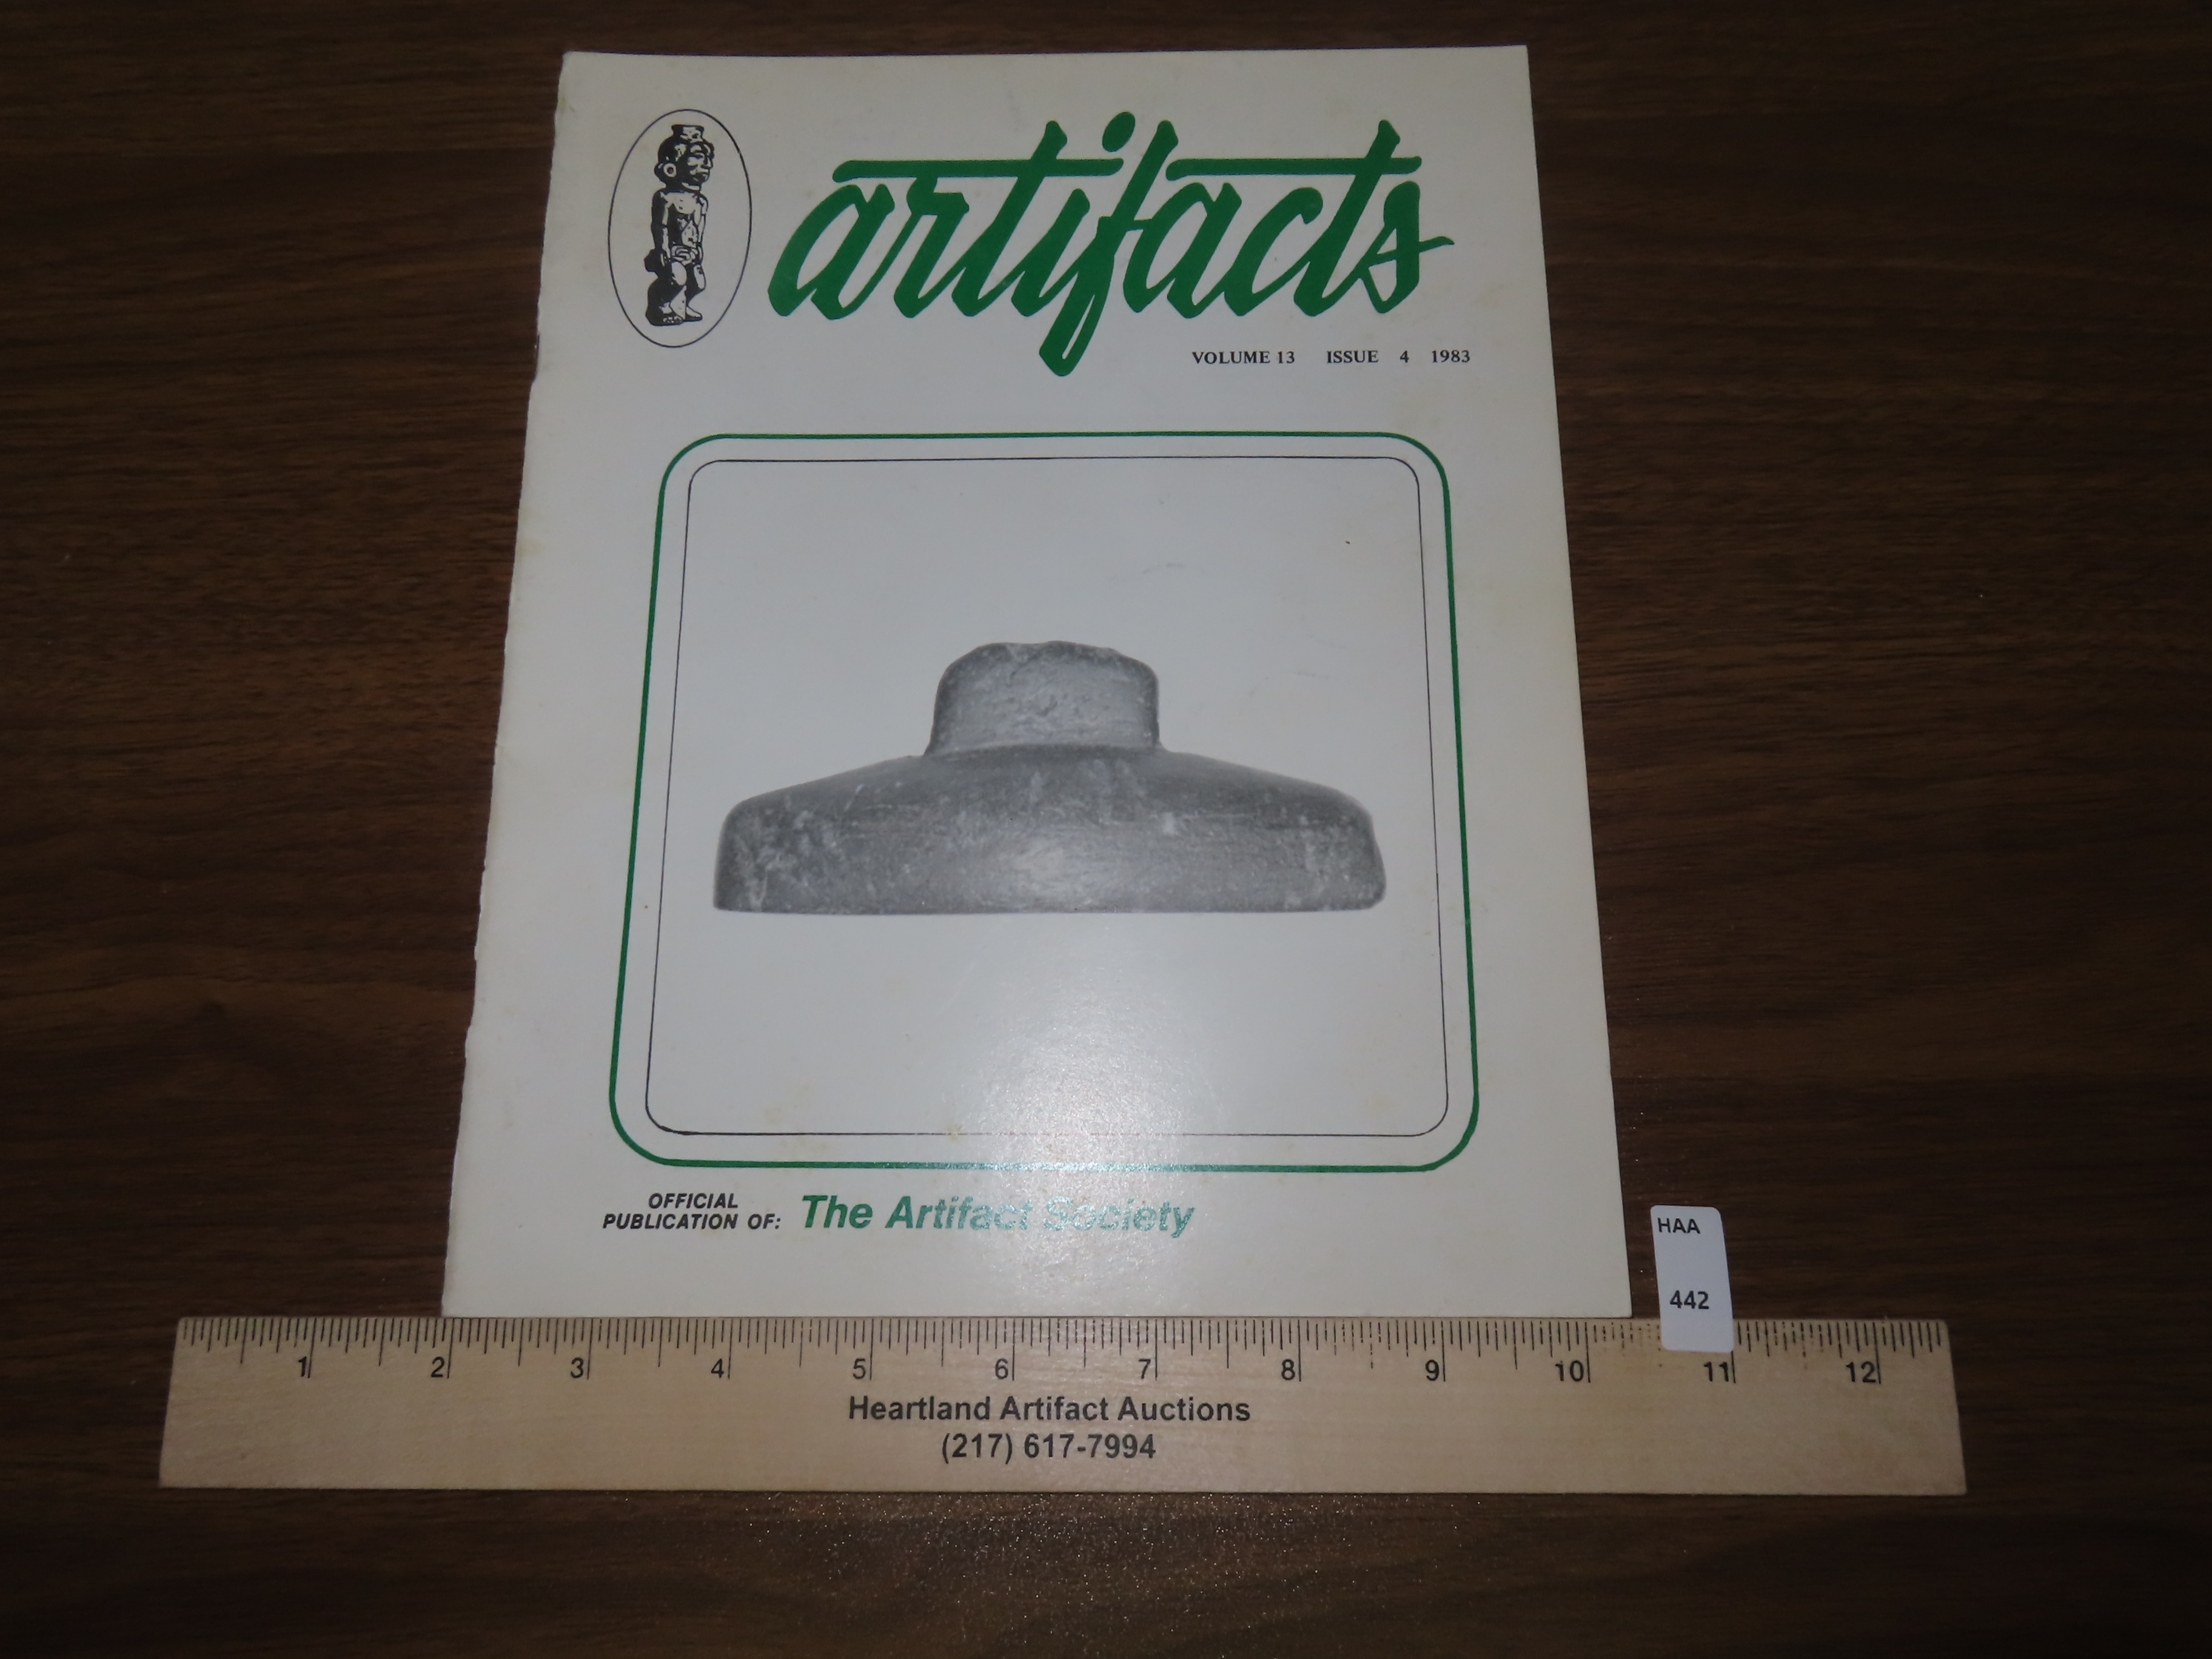 artifacts
VOLUME 13 ISSUE 4 1983
OFFICIAL
PUBLICATION OF: The Artifact Society
HAA
442
1 2 3 4 5 6 7 8 9 10 11 12
Heartland Artifact Auctions
(217) 617-7994